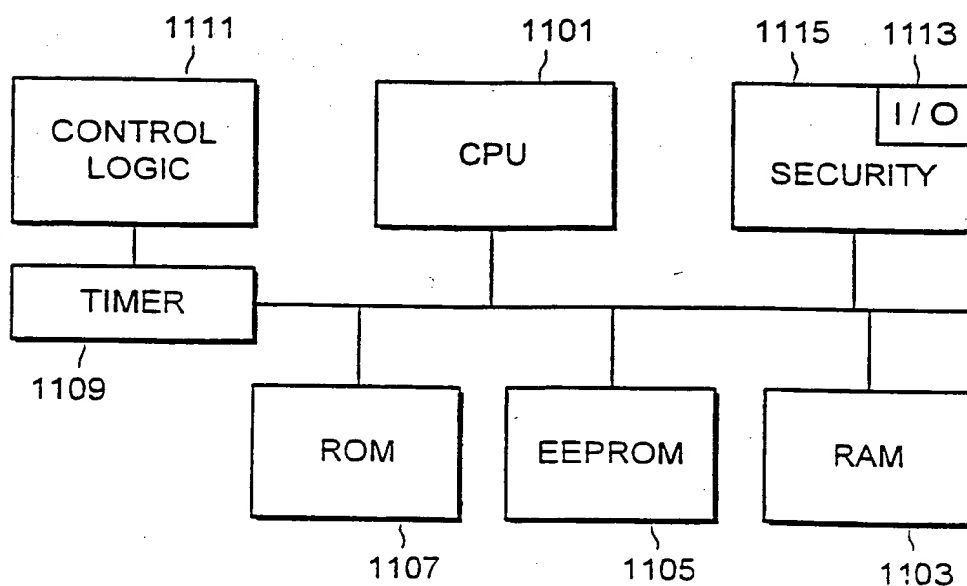 1111
1101
1115
1113
CONTROL
LOGIC
CPU
I/O
SECURITY
TIMER
1109
ROM
EEPROM
RAM
1107
1105
1103